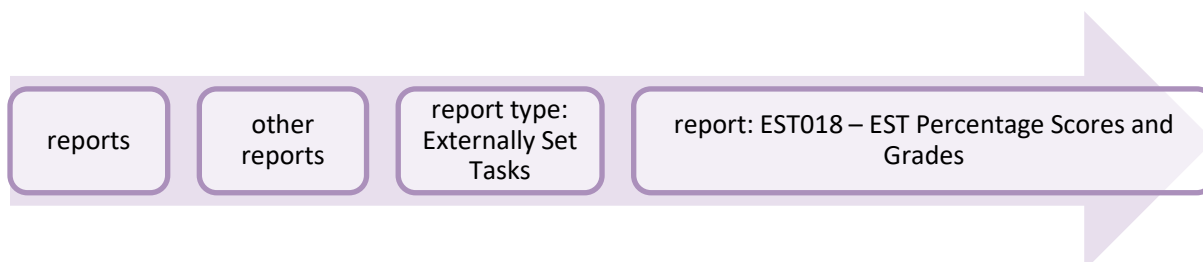 reports
other
reports
report type:
Externally Set
Tasks
report: EST018 – EST Percentage Scores and
Grades